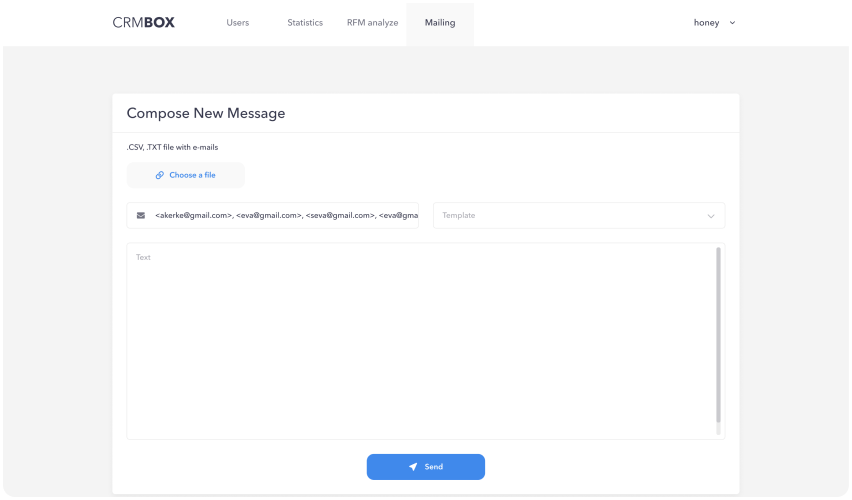 CRMBOX Users Statistics RFM analyze Mailing honey
Compose New Message
.CSV, .TXT file with e-mails
Choose a file
<akerke@gmail.com>, <eva@gmail.com>, <seva@gmail.com>, <eva@gma Template
Text
Send